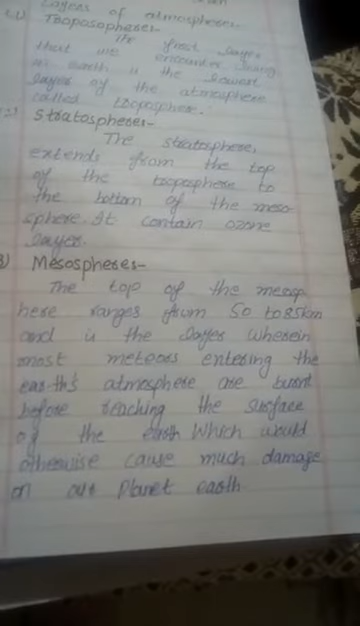 Layers of atmosphere-
Troposphere-
The first layer
that we encounter living
on earth is the lowest
layer of the atmosphere
called troposphere.
Stratosphere-
The stratosphere
extends from the top
of the troposphere to
the bottom of the meso
sphere. It contain ozone
layer.
3) Mesosphere-
The top of the mesosp
here ranges from 50 to 85km
and is the layer wherein
most meteors entering the
earth's atmosphere are burnt
before reaching the surface
of the earth which would
otherwise cause much damage
on our planet earth